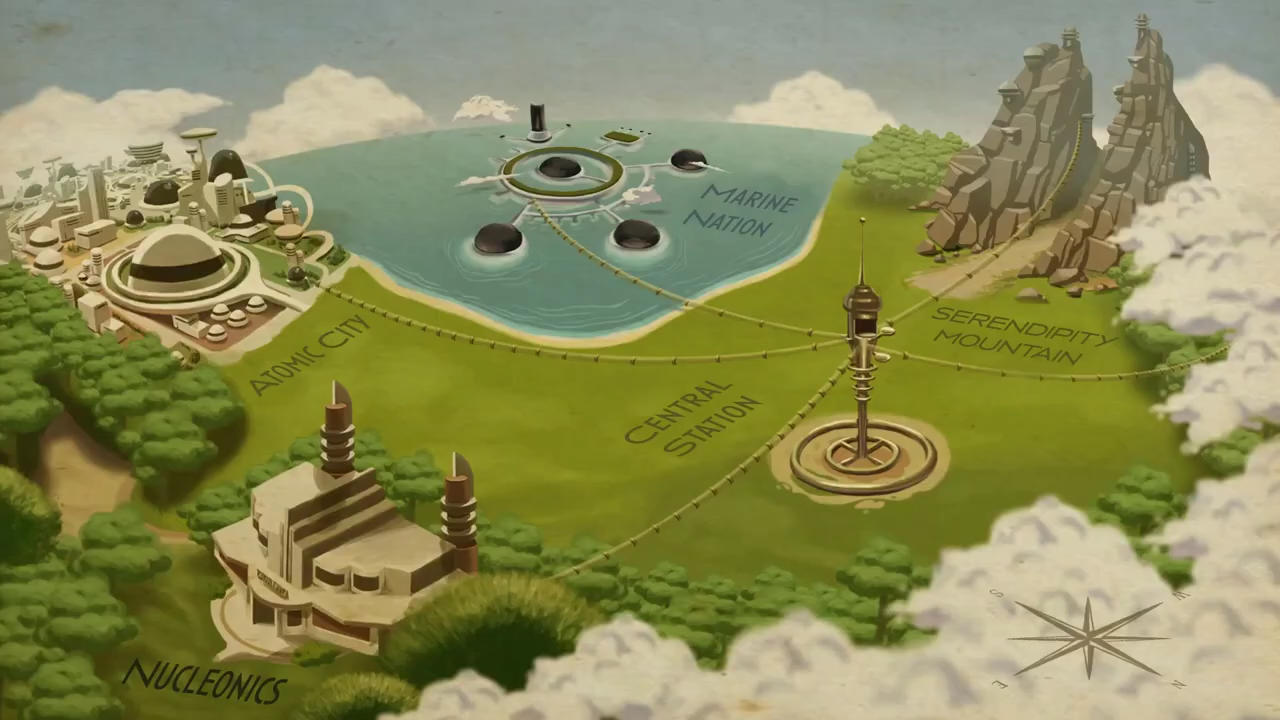 MARINE
NATION
SERENDIPITY
MOUNTAIN
ATOMIC CITY
CENTRAL
STATION
NUCLEONICS